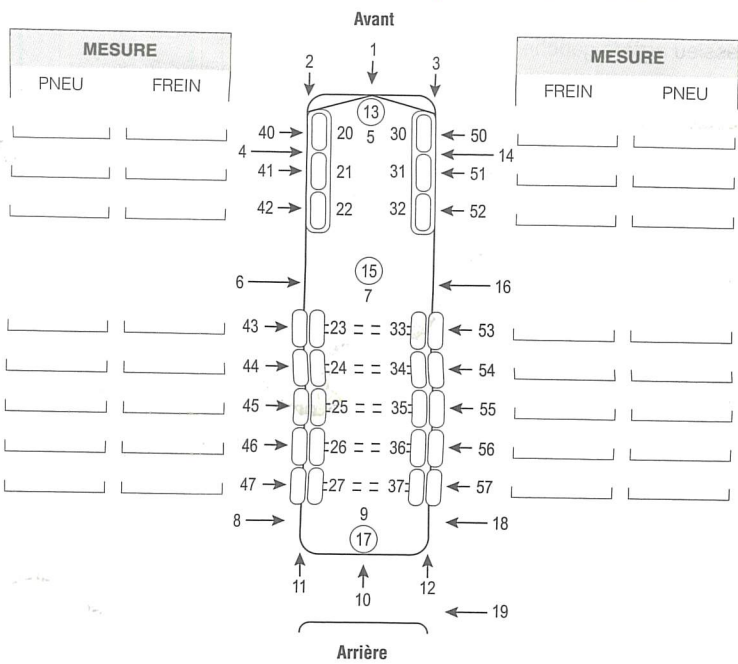 Avant
MESURE
PNEU FREIN
MESURE
FREIN PNEU
2 1 3
13
40 20 5 30 50
4 14
41 21 31 51
42 22 32 52
15
6 7 16
43 23 33 53
44 24 34 54
45 25 35 55
46 26 36 56
47 27 37 57
8 9 18
17
11 10 12
19
Arrière